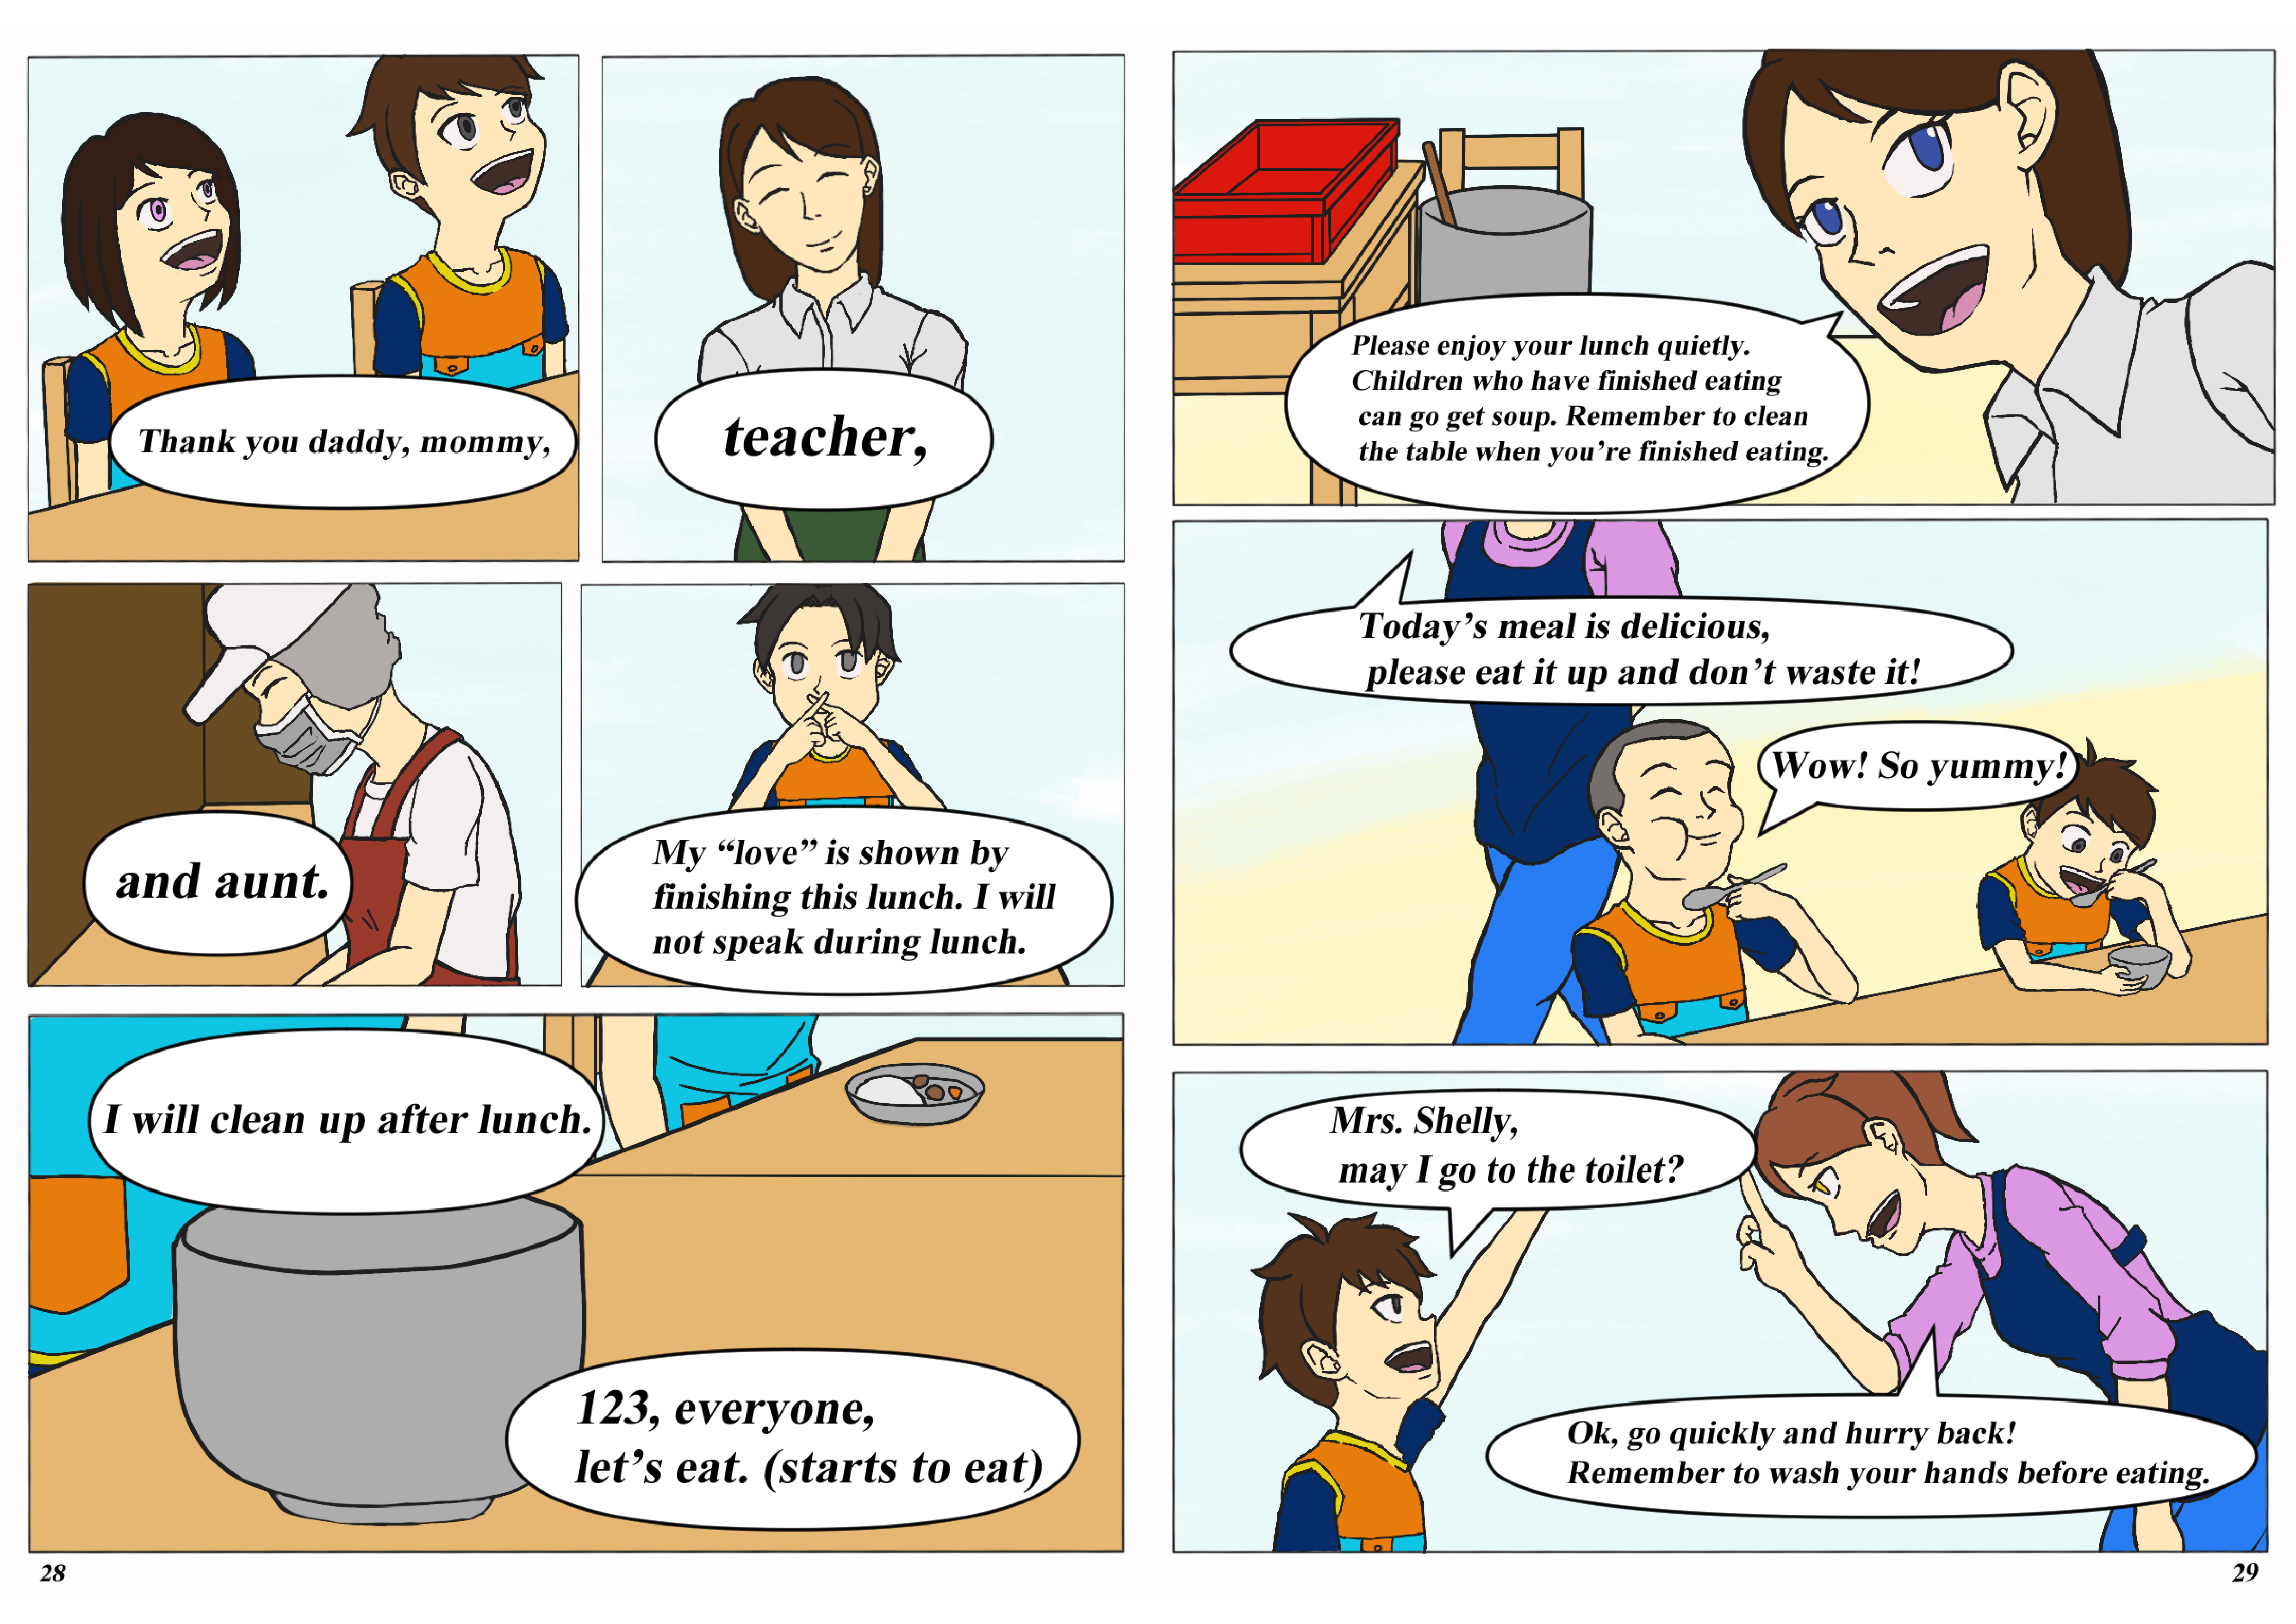 Thank you daddy, mommy,
teacher,
and aunt.
My “love” is shown by
finishing this lunch. I will
not speak during lunch.
I will clean up after lunch.
123, everyone,
let’s eat. (starts to eat)
28
Please enjoy your lunch quietly.
Children who have finished eating
can go get soup. Remember to clean
the table when you’re finished eating.
Today’s meal is delicious,
please eat it up and don’t waste it!
Wow! So yummy!
Mrs. Shelly,
may I go to the toilet?
Ok, go quickly and hurry back!
Remember to wash your hands before eating.
29